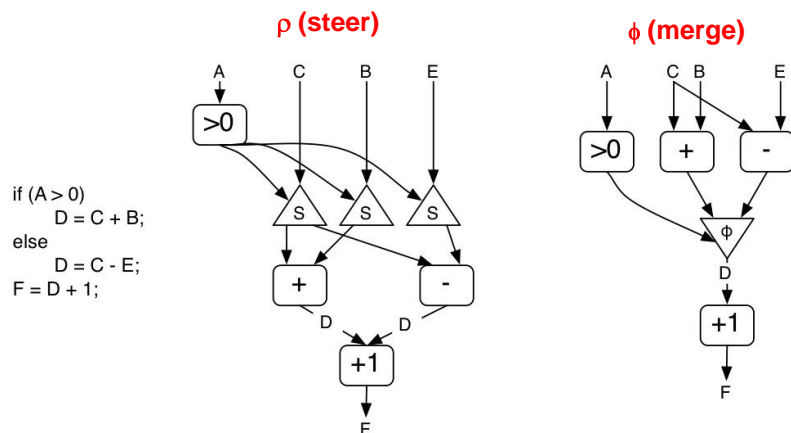 ρ (steer)
ϕ (merge)
A C B E
A C B E
>0
>0 + -
if (A > 0)
D = C + B;
else
D = C - E;
F = D + 1;
S S S
ϕ
D
+ -
D D
+1
+1
F
F